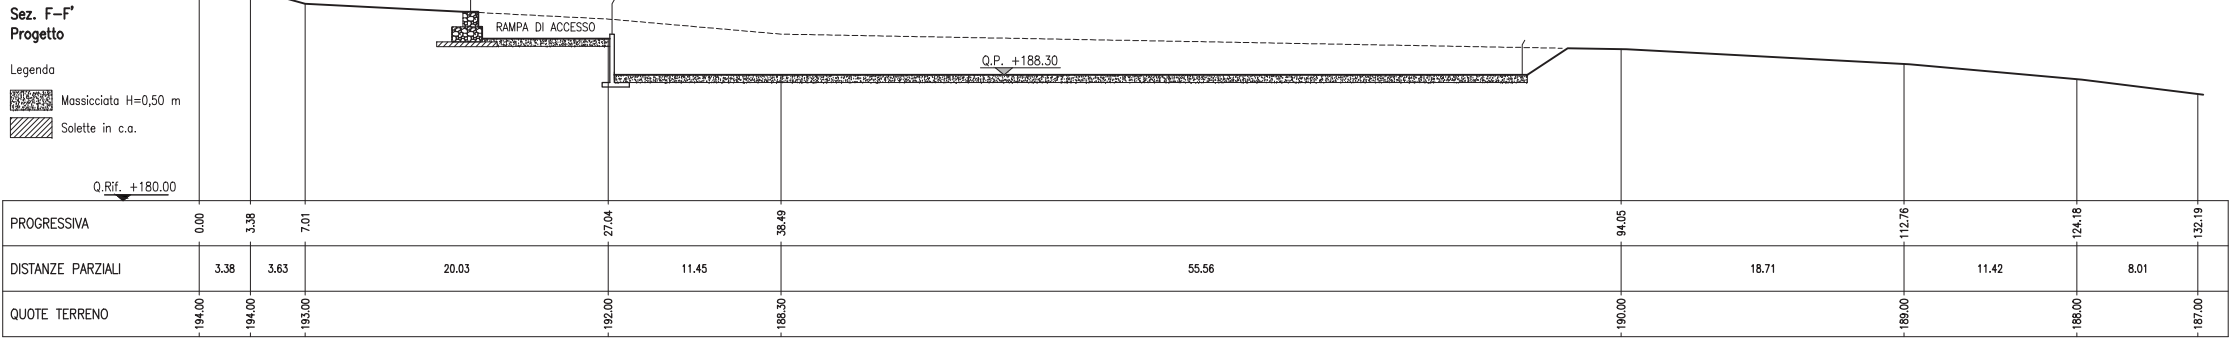 Sez. F-F'
Progetto
Legenda
Massicciata H=0,50 m
Solette in c.a.
RAMPA DI ACCESSO
Q.P. +188.30
Q.Rif. +180.00
PROGRESSIVA 0.00 3.38 7.01 27.04 38.49 94.05 112.76 124.18 132.19
DISTANZE PARZIALI 3.38 3.63 20.03 11.45 55.56 18.71 11.42 8.01
QUOTE TERRENO 194.00 194.00 193.00 192.00 188.30 190.00 189.00 188.00 187.00